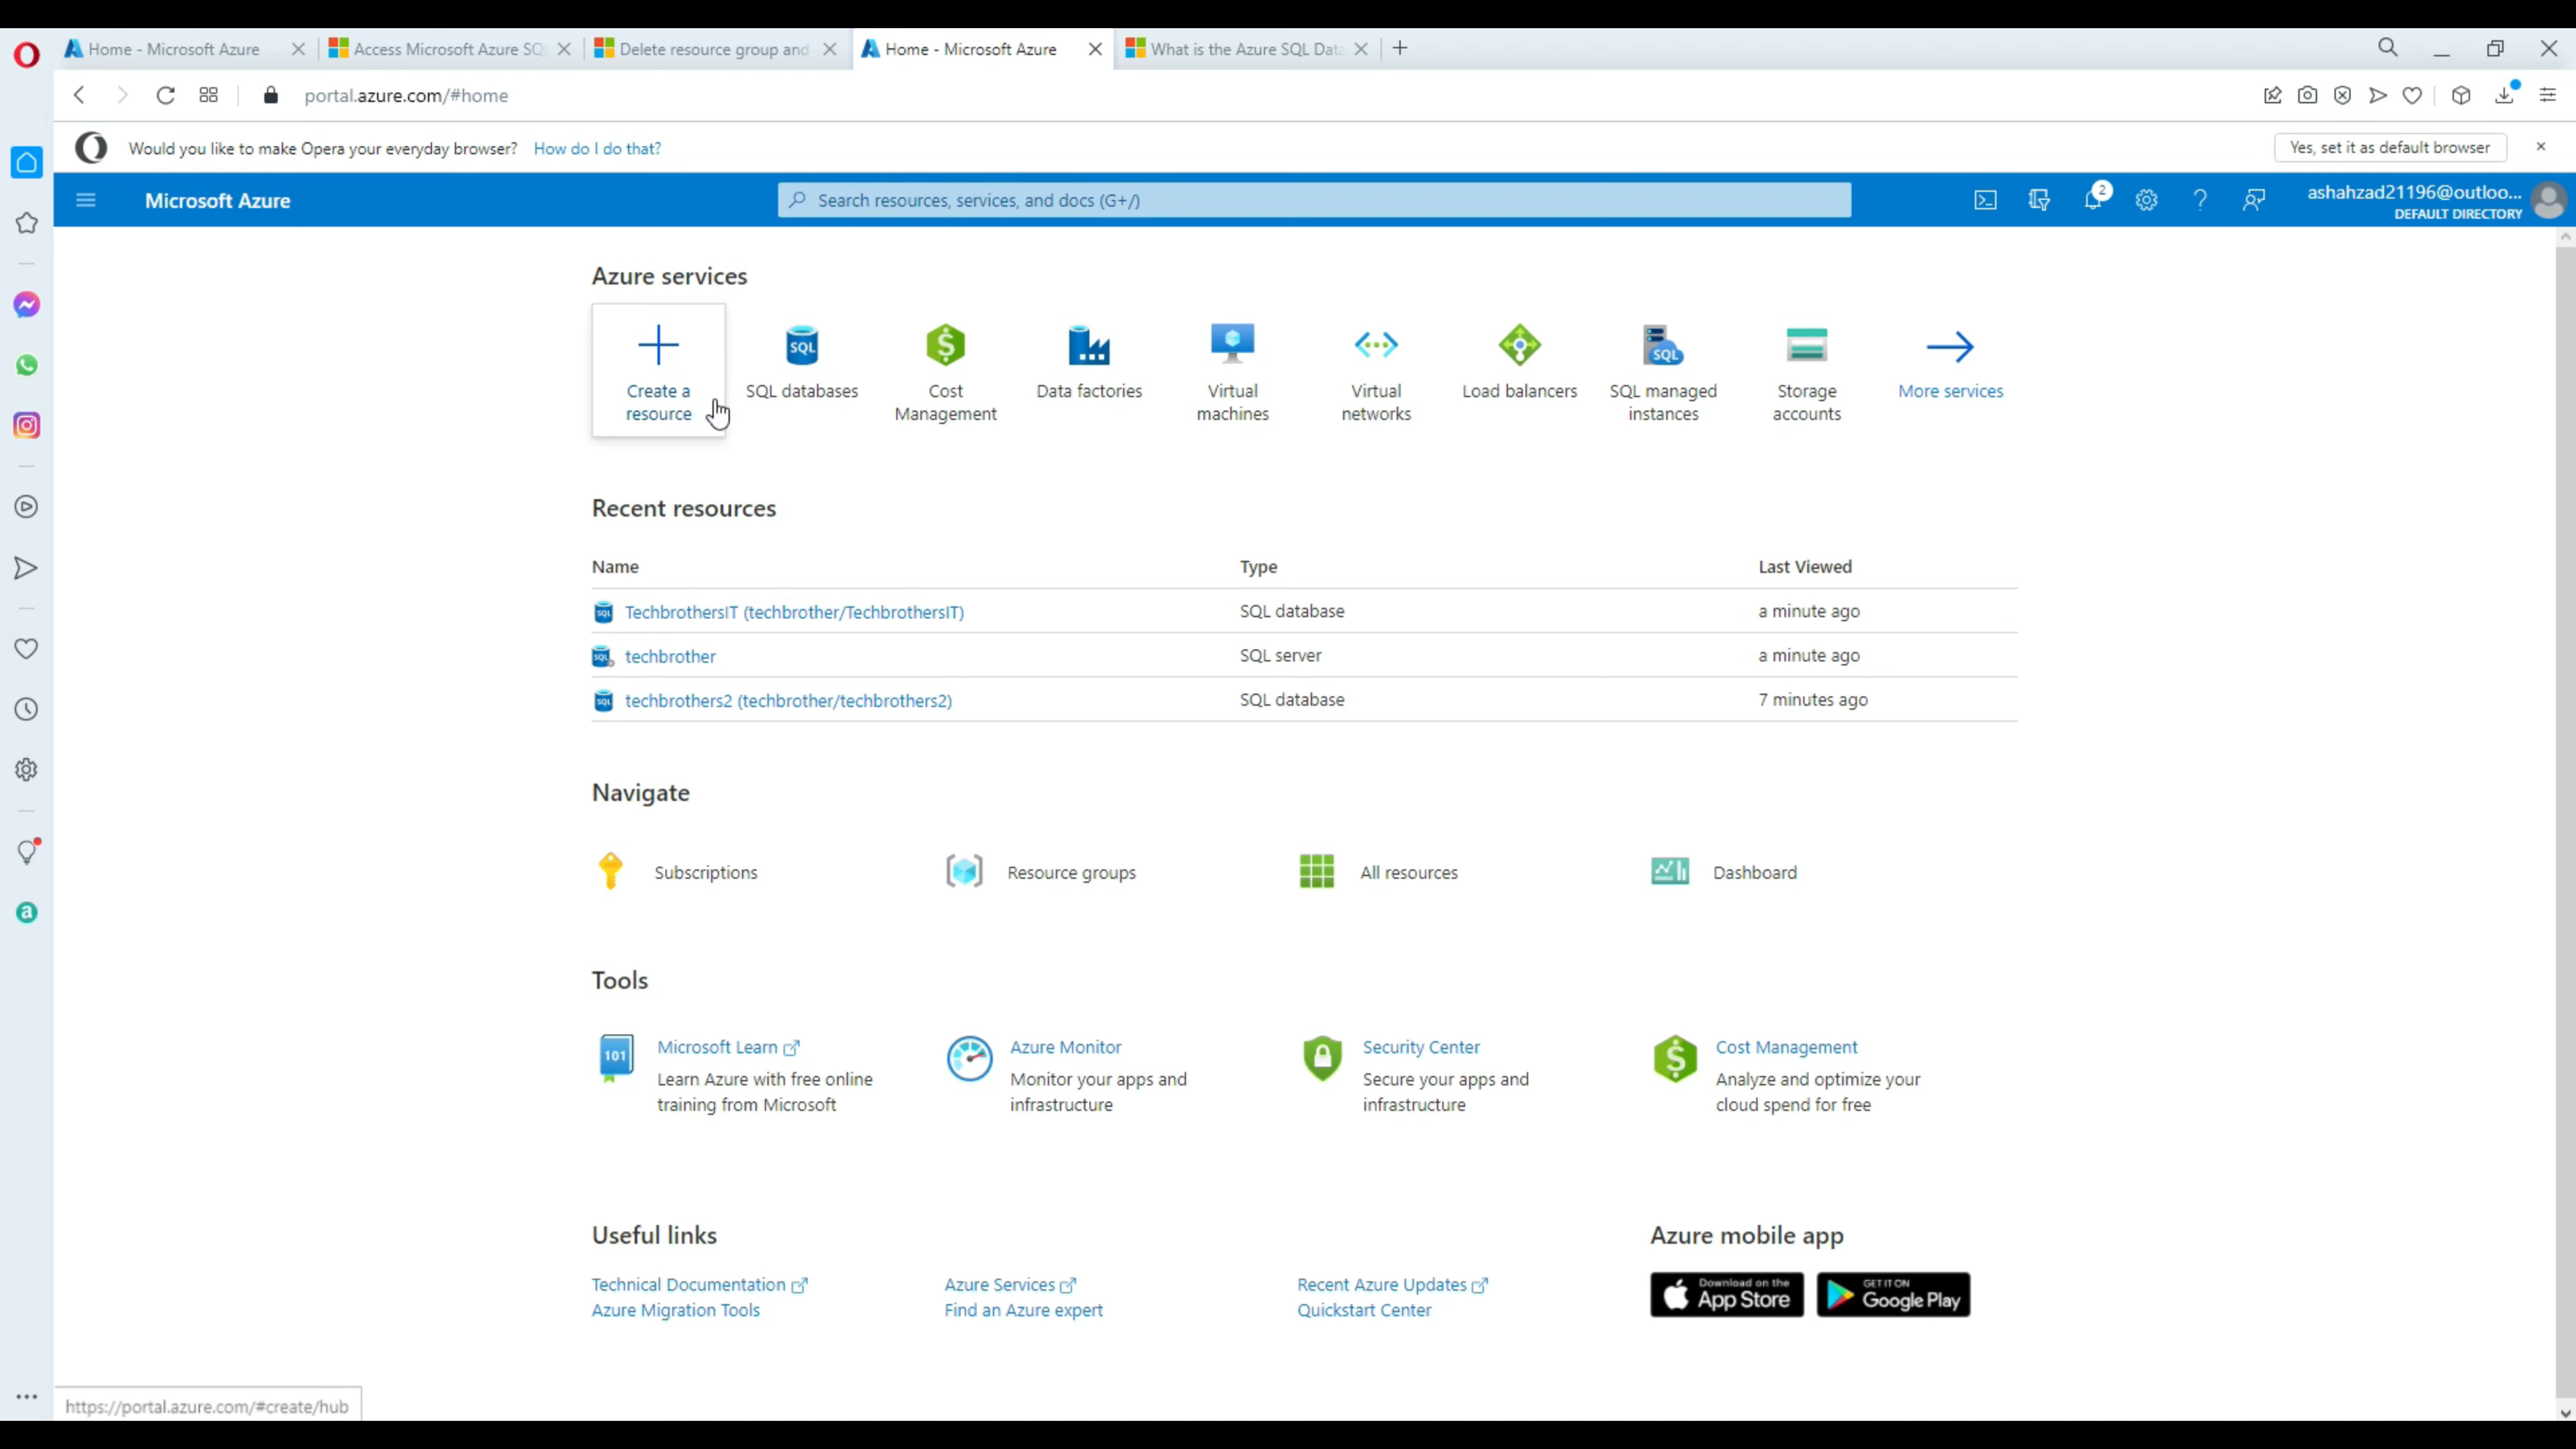 Home - Microsoft Azure
Access Microsoft Azure SQ
Delete resource group and
Home - Microsoft Azure
What is the Azure SQL Data
portal.azure.com/#home
Would you like to make Opera your everyday browser? How do I do that?
Yes, set it as default browser
Microsoft Azure
Search resources, services, and docs (G+/)
2
ashahzad21196@outloo...
DEFAULT DIRECTORY
Azure services
Create a
resource
SQL
SQL databases
Cost
Management
Data factories
Virtual
machines
Virtual
networks
Load balancers
SQL
SQL managed
instances
Storage
accounts
More services
Recent resources
Name Type Last Viewed
TechbrothersIT (techbrother/TechbrothersIT) SQL database a minute ago
techbrother SQL server a minute ago
techbrothers2 (techbrother/techbrothers2) SQL database 7 minutes ago
Navigate
Subscriptions
Resource groups
All resources
Dashboard
Tools
101
Microsoft Learn
Learn Azure with free online
training from Microsoft
Azure Monitor
Monitor your apps and
infrastructure
Security Center
Secure your apps and
infrastructure
Cost Management
Analyze and optimize your
cloud spend for free
Useful links
Technical Documentation
Azure Migration Tools
Azure Services
Find an Azure expert
Recent Azure Updates
Quickstart Center
Azure mobile app
Download on the
App Store
GET IT ON
Google Play
https://portal.azure.com/#create/hub